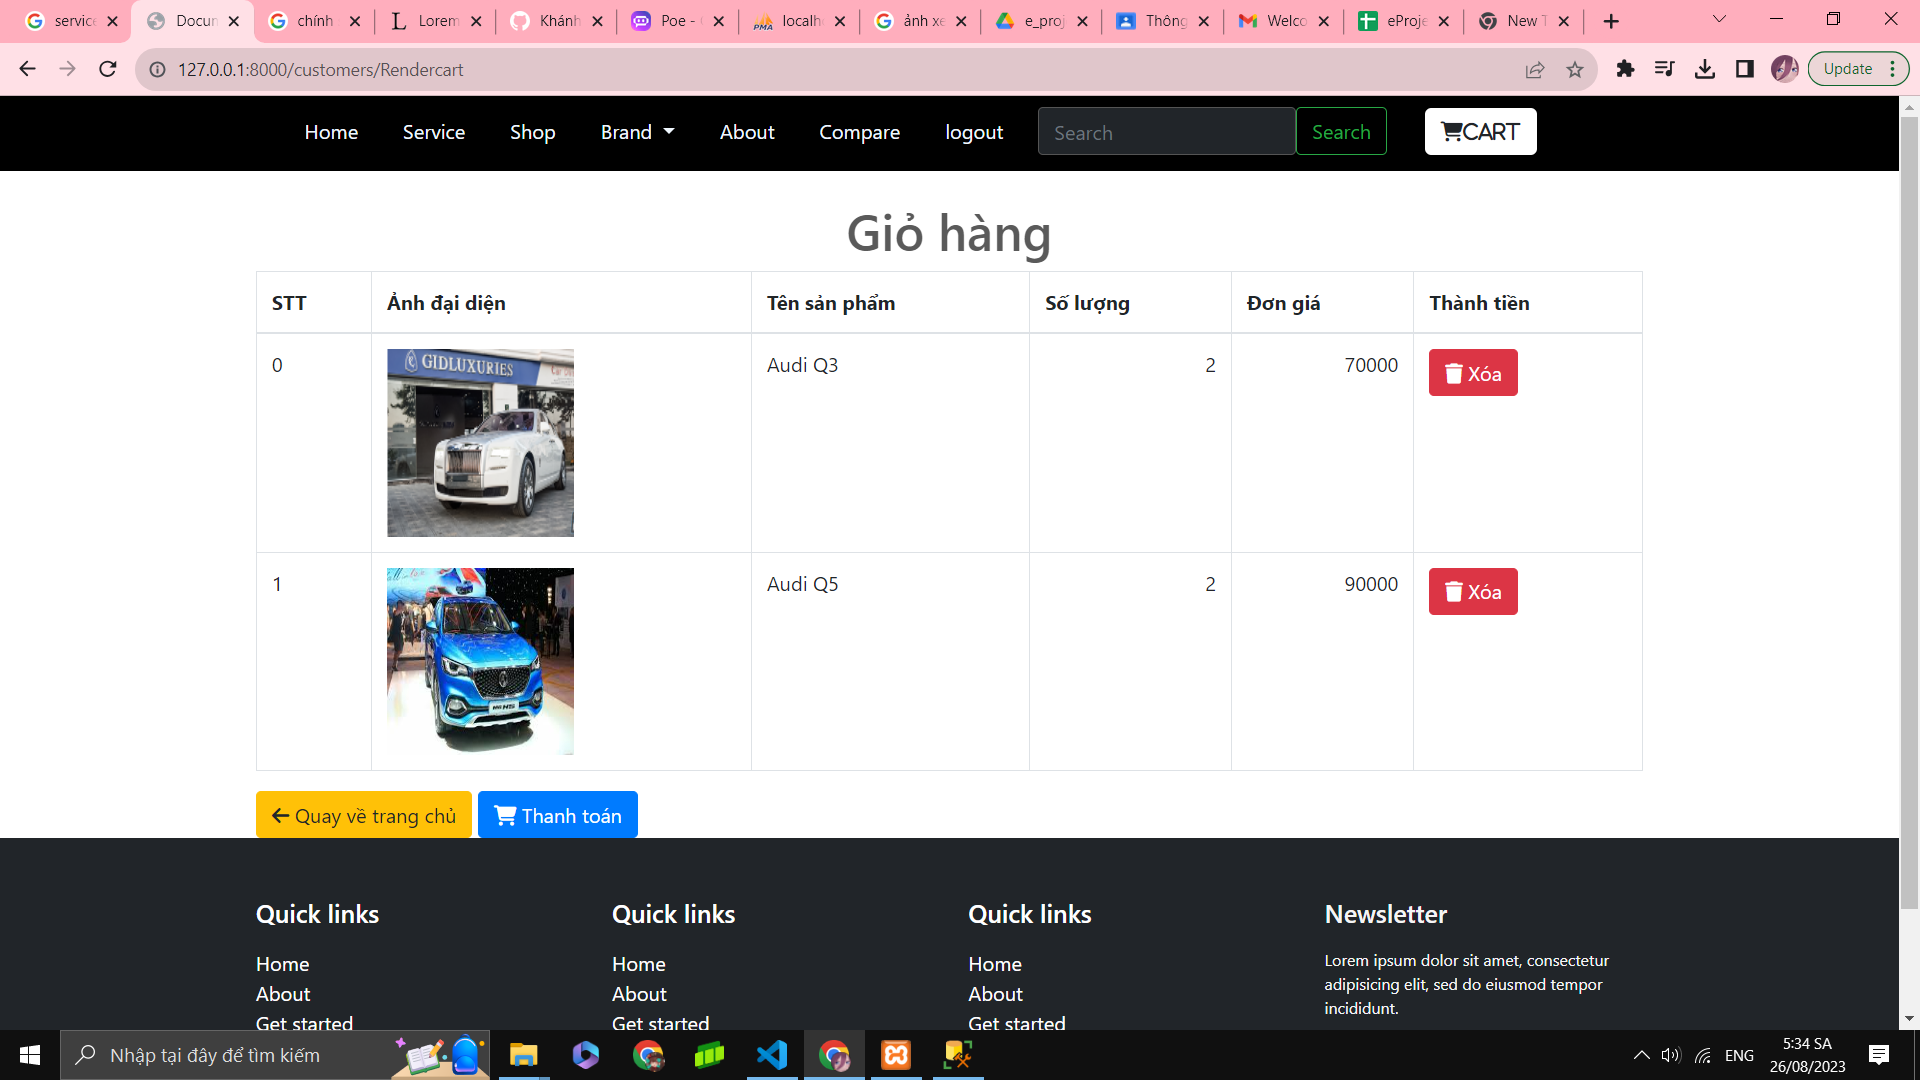 service
Docun
chính
Lorem
Khánh
Poe - (
localho
ảnh xe
e_proj
Thông
Welco
eProje
New T
127.0.0.1:8000/customers/Rendercart
Update
Home Service Shop Brand About Compare logout Search Search CART
Giỏ hàng
STT Ảnh đại diện Tên sản phẩm Số lượng Đơn giá Thành tiền
0 Audi Q3 2 70000 Xóa
GIDLUXURIES
1 Audi Q5 2 90000 Xóa
Quay về trang chủ Thanh toán
Quick links Quick links Quick links Newsletter
Home Home Home Lorem ipsum dolor sit amet, consectetur
About About About adipisicing elit, sed do eiusmod tempor
Get started Get started Get started incididunt.
Nhập tại đây để tìm kiếm
ENG
5:34 SA
26/08/2023